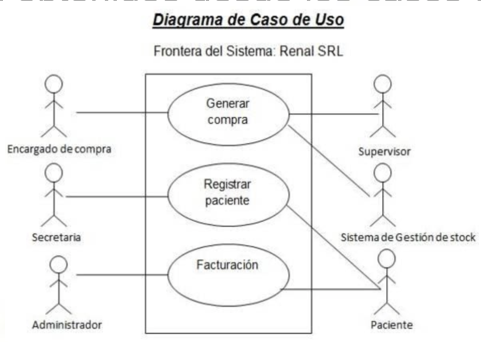 Diagrama de Caso de Uso
Frontera del Sistema: Renal SRL
Generar
compra
Encargado de compra
Supervisor
Registrar
paciente
Secretaria
Sistema de Gestión de stock
Facturación
Administrador
Paciente